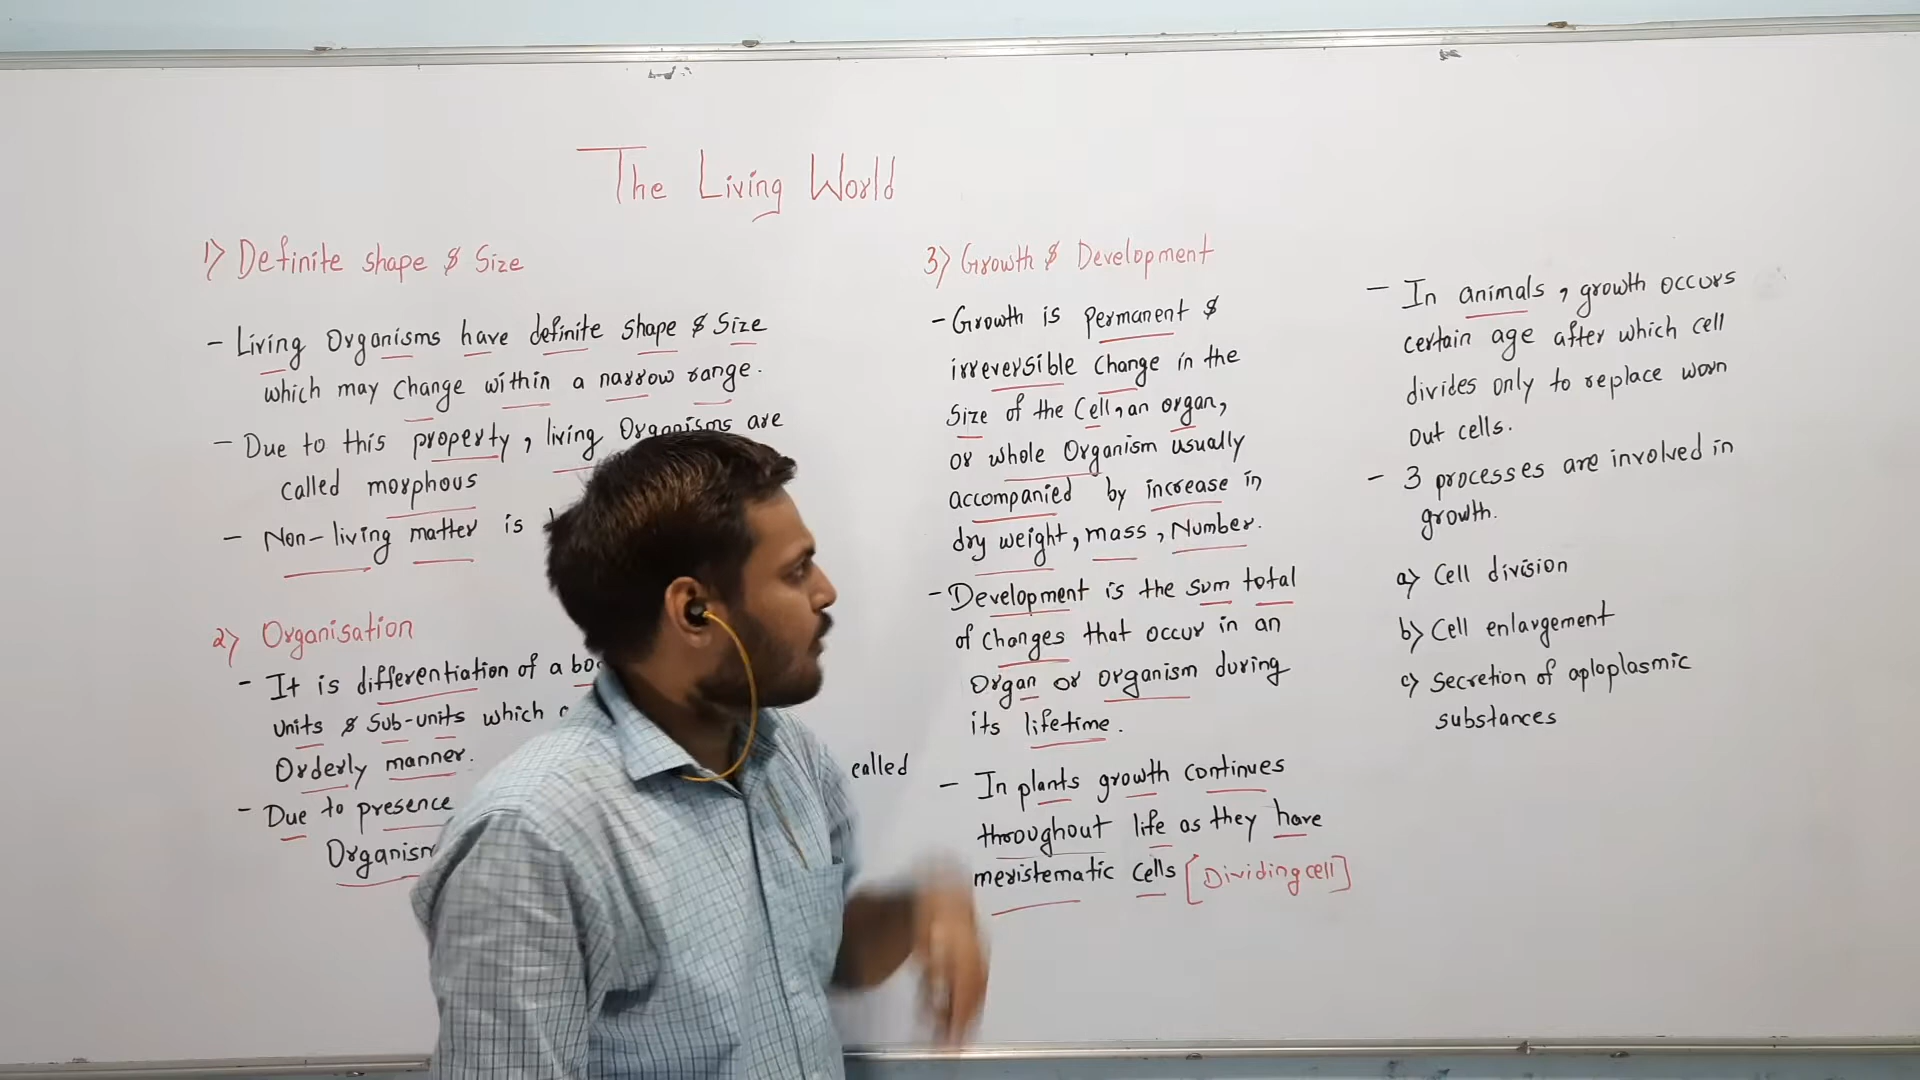 The Living World
1) Definite shape & Size
- Living Organisms have definite shape & Size
which may change within a narrow range.
- Due to this property, living Organisms are
called morphous
- Non-living matter is
2) Organisation
- It is differentiation of a
units & Sub-units which
Orderly manner.
- Due to presence
called
3) Growth & Development
- Growth is permanent &
irreversible change in the
size of the Cell, an organ,
or whole Organism usually
accompanied by increase in
dry weight, mass, Number.
- Development is the sum total
of changes that occur in an
Organ or organism during
its lifetime.
- In plants growth continues
throughout life as they have
meristematic cells [Dividing cell]
- In animals, growth occurs
certain age after which cell
divides only to replace worn
out cells.
- 3 processes are involved in
growth.
a) Cell division
b) Cell enlargement
c) Secretion of aploplasmic
substances